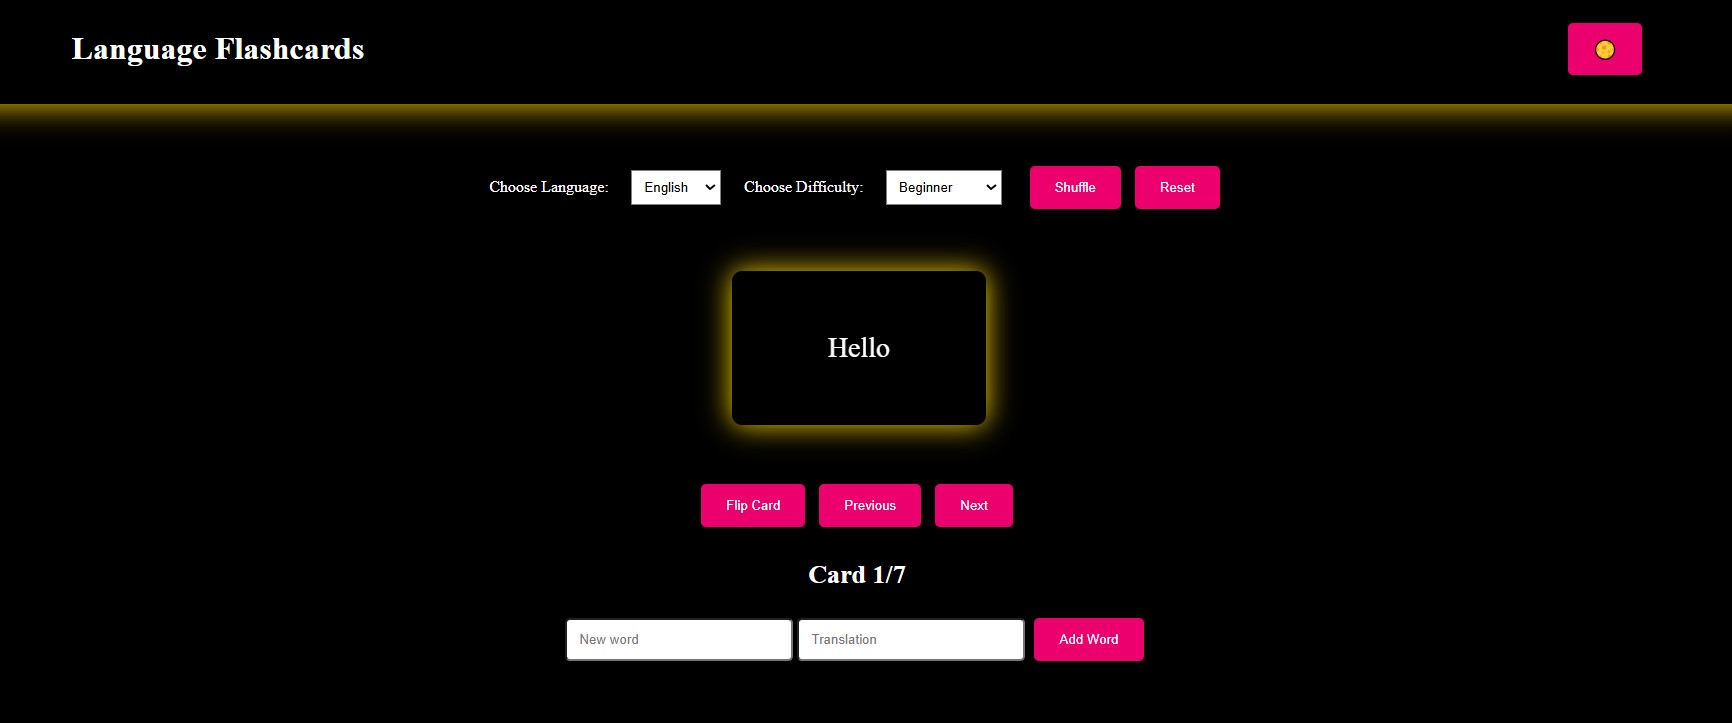 Language Flashcards
Choose Language: English Choose Difficulty: Beginner Shuffle Reset
Hello
Flip Card Previous Next
Card 1/7
New word Translation Add Word